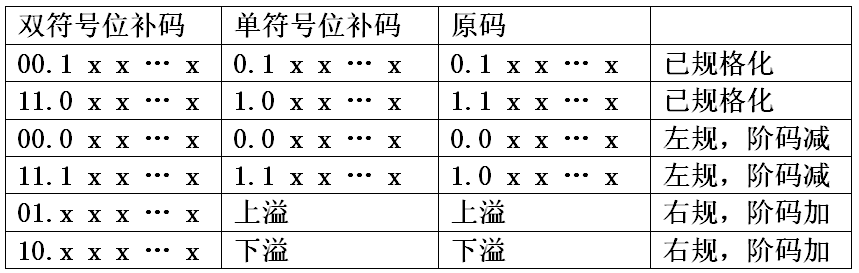 双符号位补码 单符号位补码 原码
00.1 x x … x 0.1 x x … x 0.1 x x … x 已规格化
11.0 x x … x 1.0 x x … x 1.1 x x … x 已规格化
00.0 x x … x 0.0 x x … x 0.0 x x … x 左规，阶码减
11.1 x x … x 1.1 x x … x 1.0 x x … x 左规，阶码减
01.x x x … x 上溢 上溢 右规，阶码加
10.x x x … x 下溢 下溢 右规，阶码加